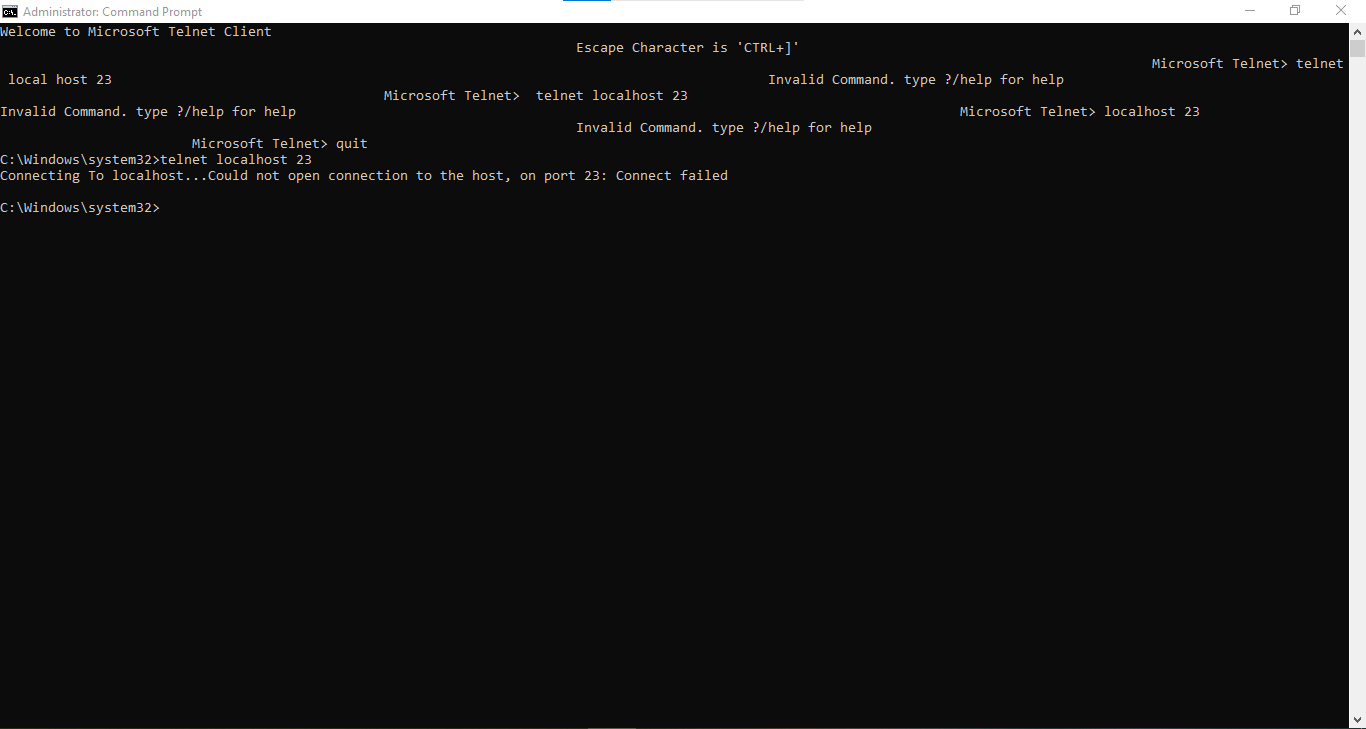 Administrator: Command Prompt
Welcome to Microsoft Telnet Client
Escape Character is 'CTRL+]'
Microsoft Telnet> telnet
local host 23 Invalid Command. type ?/help for help
Microsoft Telnet>  telnet localhost 23
Invalid Command. type ?/help for help Microsoft Telnet> localhost 23
Invalid Command. type ?/help for help
Microsoft Telnet> quit
C:\Windows\system32>telnet localhost 23
Connecting To localhost...Could not open connection to the host, on port 23: Connect failed
C:\Windows\system32>